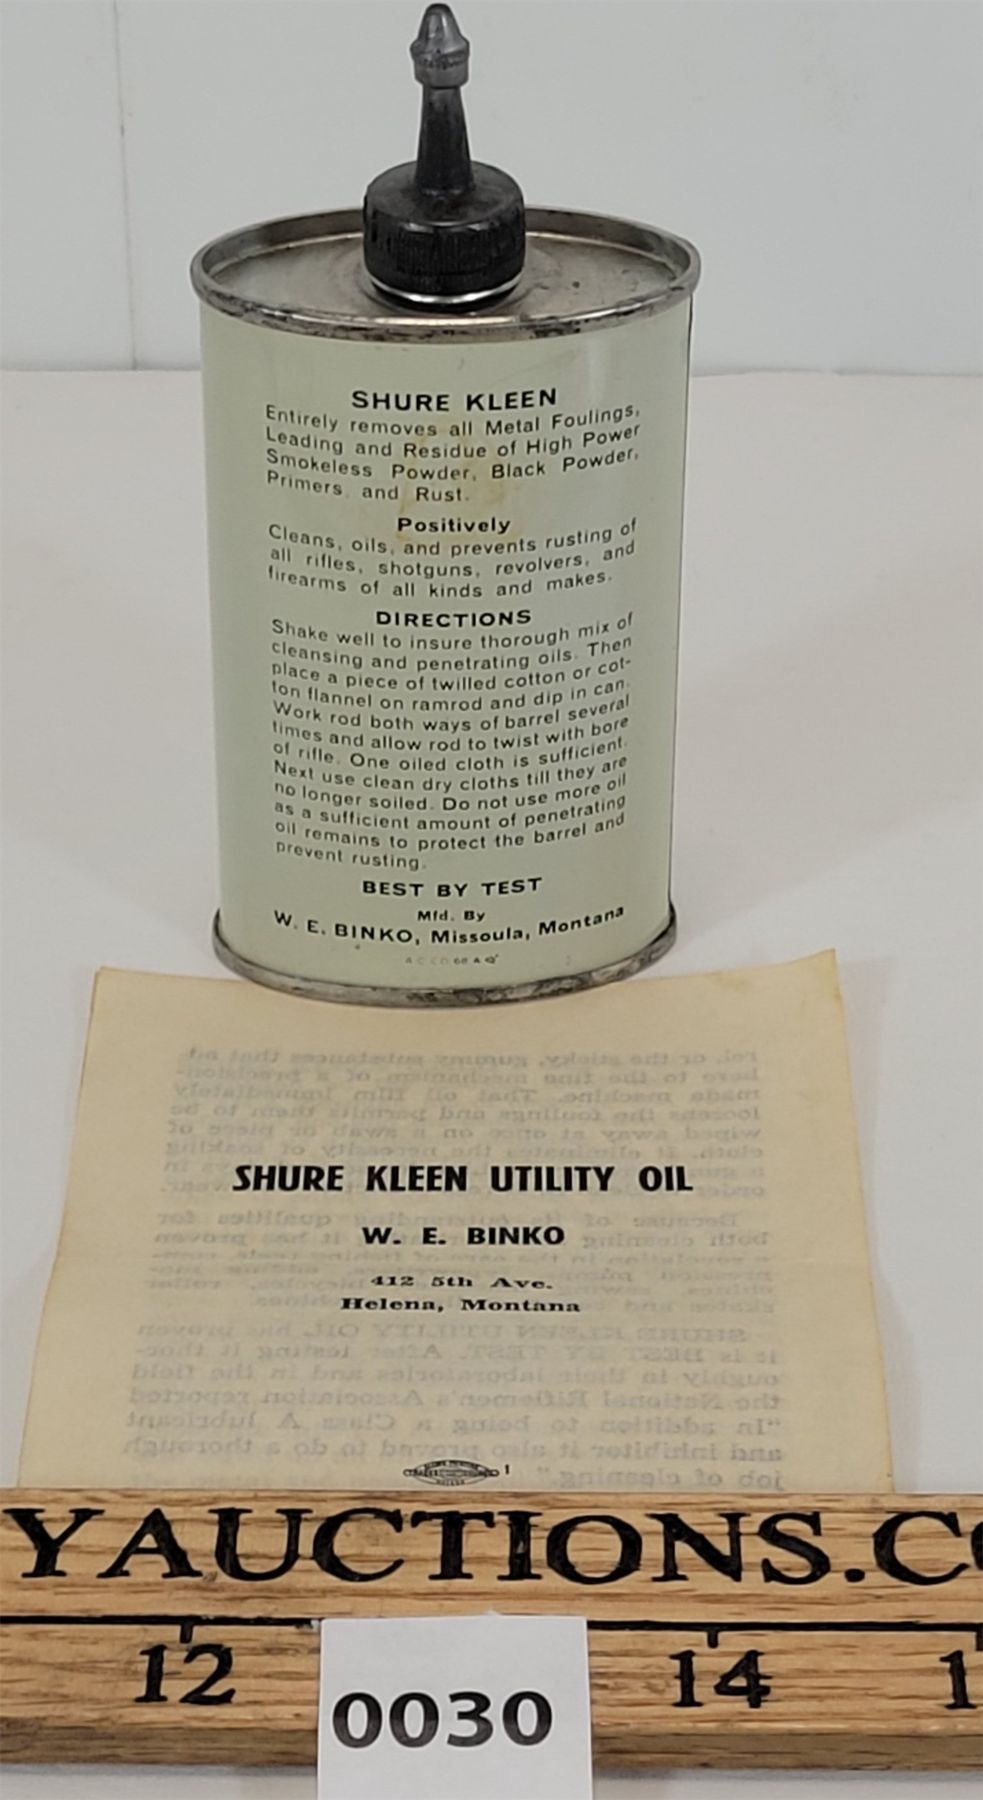 SHURE KLEEN
Entirely removes all Metal Foulings,
Leading and Residue of High Power
Smokeless Powder, Black Powder,
Primers and Rust.
Positively
Cleans, oils, and prevents rusting of
all rifles, shotguns, revolvers, and
firearms of all kinds and makes.
DIRECTIONS
Shake well to insure thorough mix of
cleansing and penetrating oils. Then
place a piece of twilled cotton or cot-
ton flannel on ramrod and dip in can.
Work rod both ways of barrel several
times and allow rod to twist with bore
of rifle. One oiled cloth is sufficient.
Next use clean dry cloths till they are
no longer soiled. Do not use more oil
as a sufficient amount of penetrating
oil remains to protect the barrel and
prevent rusting.
BEST BY TEST
Mfd. By
W. E. BINKO, Missoula, Montana
SHURE KLEEN UTILITY OIL
W. E. BINKO
412 5th Ave.
Helena, Montana
YAUCTIONS.CO
12 14 1
0030